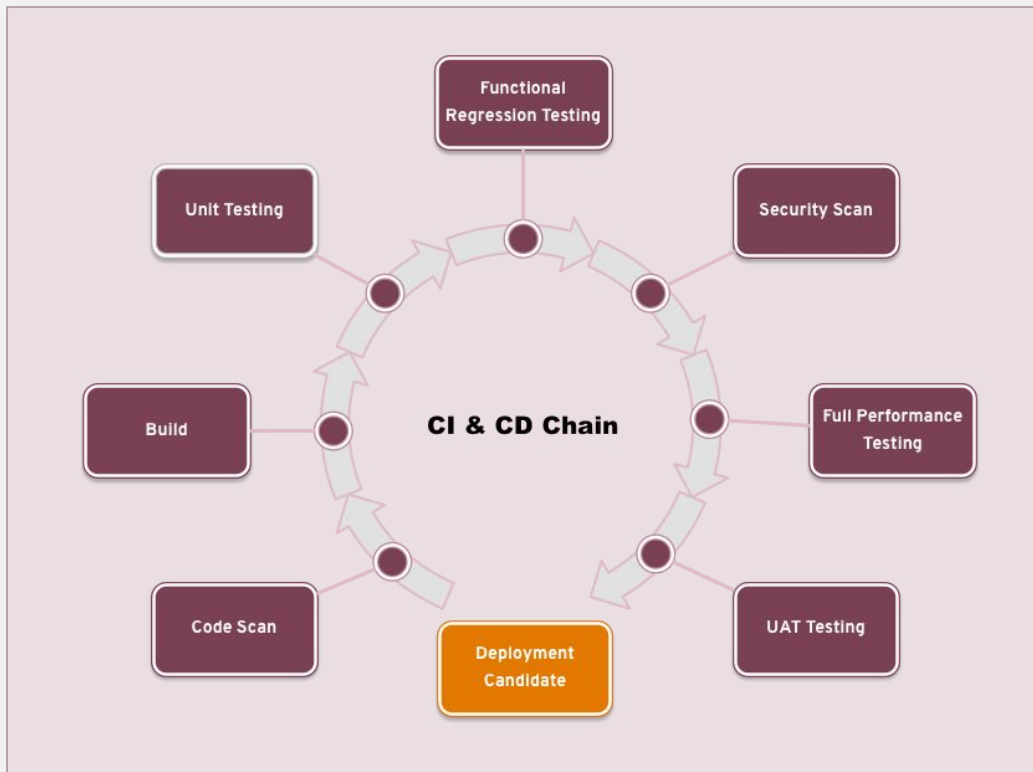 Functional
Regression Testing
Unit Testing
Security Scan
Build
CI & CD Chain
Full Performance
Testing
Code Scan
UAT Testing
Deployment
Candidate